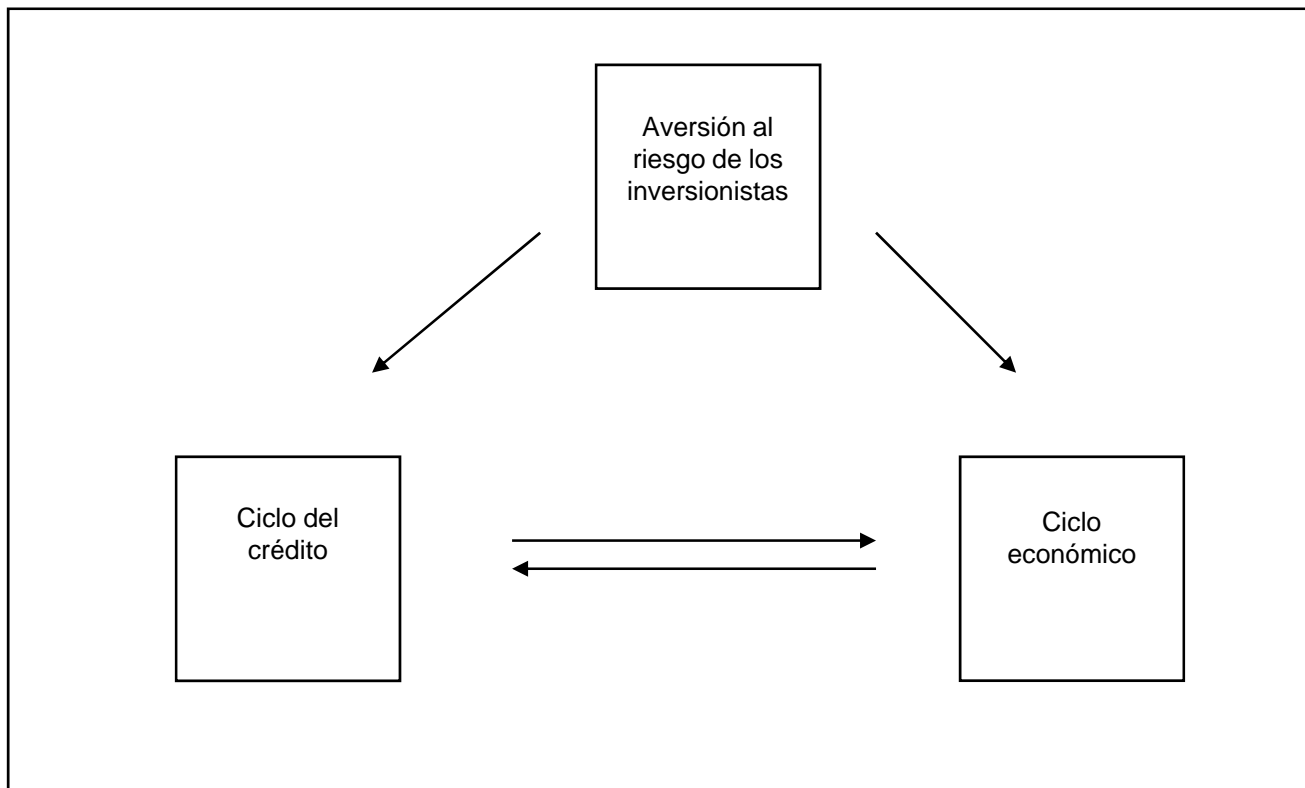 Aversión al
riesgo de los
inversionistas
Ciclo del
crédito
Ciclo
económico